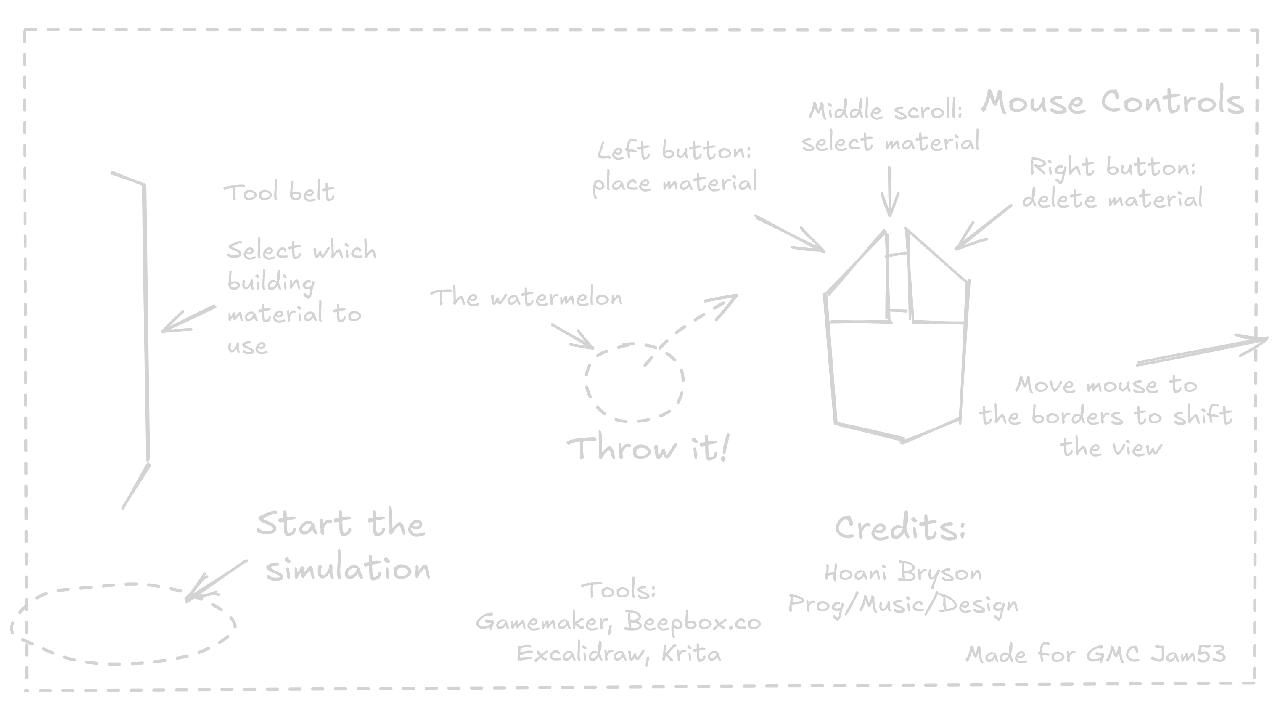 Mouse Controls
Middle scroll:
select material
Left button:
place material
Right button:
delete material
Tool belt
Select which
building
material to
use
The watermelon
Throw it!
Move mouse to
the borders to shift
the view
Start the
simulation
Credits:
Hoani Bryson
Prog/Music/Design
Tools:
Gamemaker, Beepbox.co
Excalidraw, Krita
Made for GMC Jam53